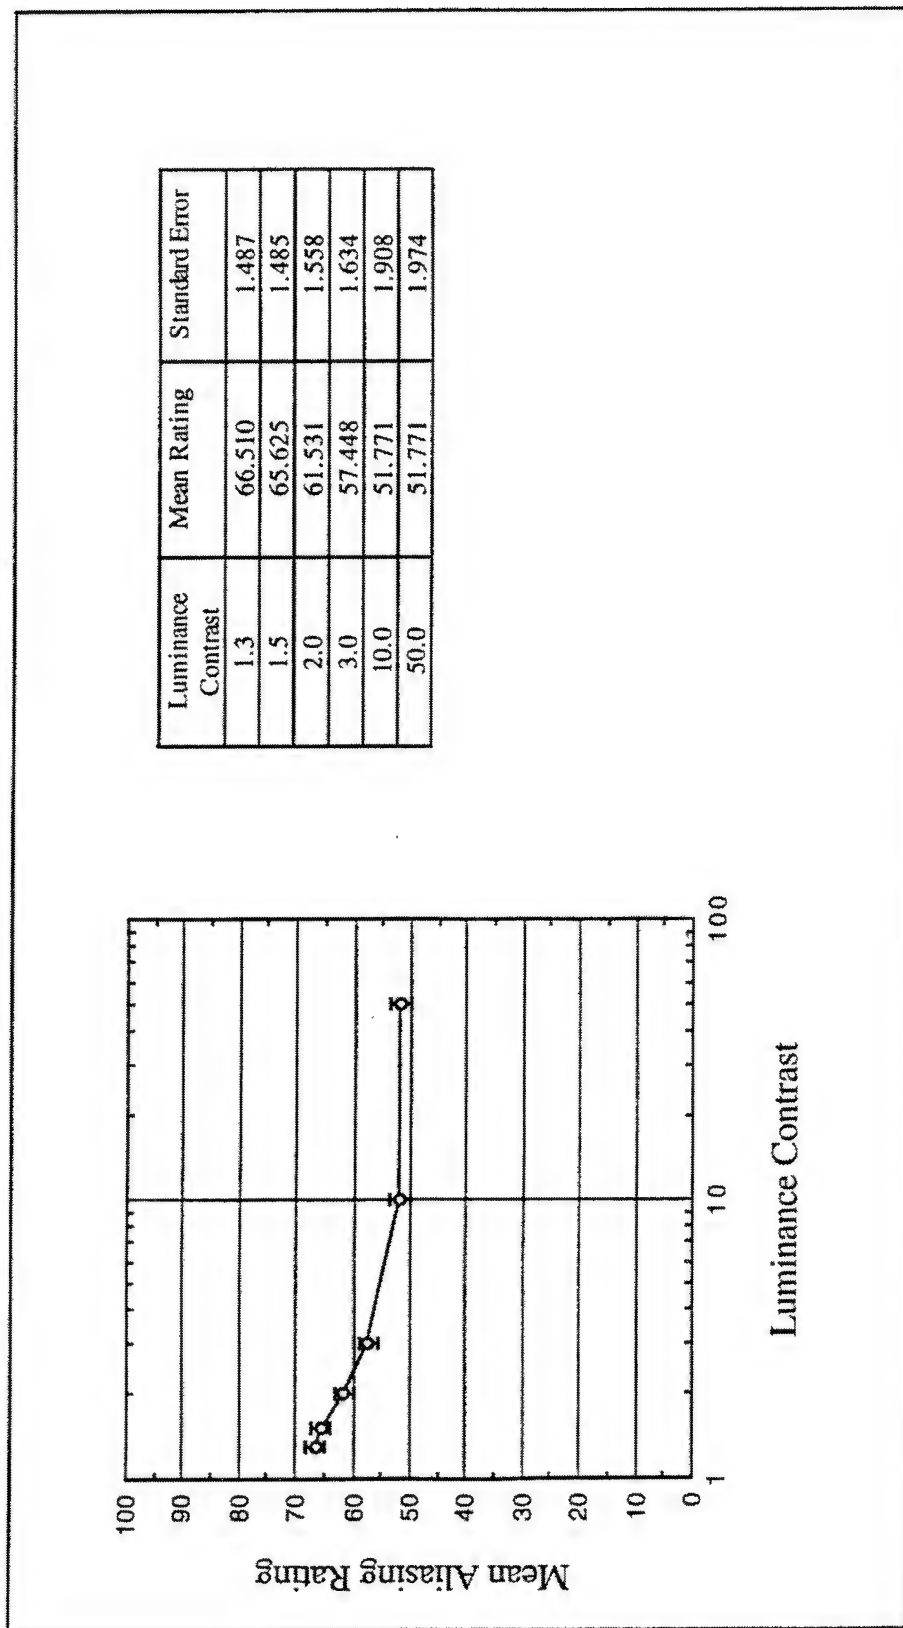 Mean Aliasing Rating
100
90
80
70
60
50
40
30
20
10
0
1
10
100
Luminance Contrast
Luminance Contrast Mean Rating Standard Error
1.3 66.510 1.487
1.5 65.625 1.485
2.0 61.531 1.558
3.0 57.448 1.634
10.0 51.771 1.908
50.0 51.771 1.974